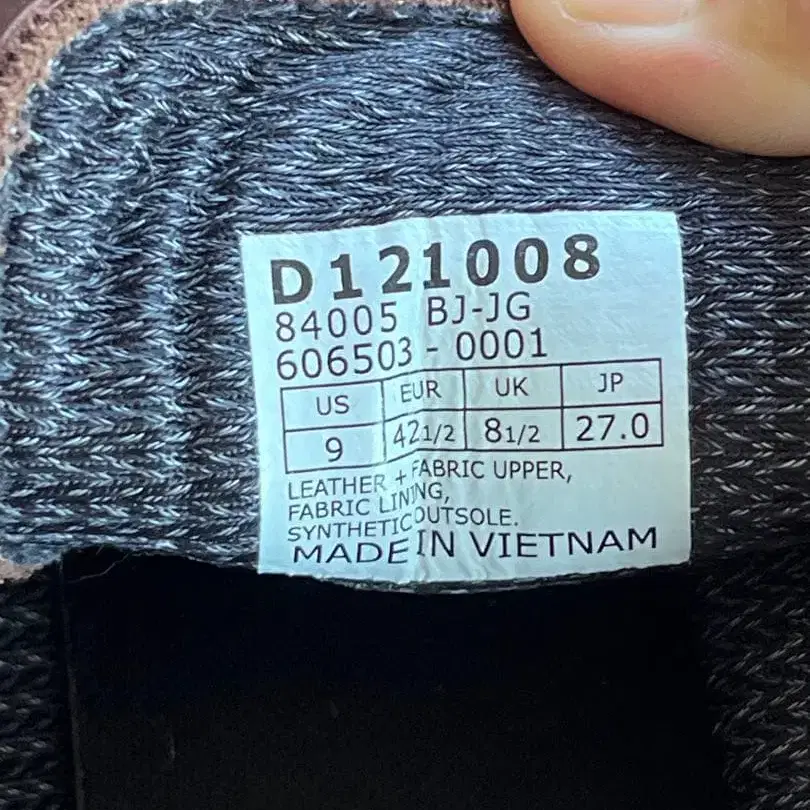 D121008
84005 BJ-JG
606503 - 0001
US EUR UK JP
9 42 1/2 8 1/2 27.0
LEATHER + FABRIC UPPER,
FABRIC LINING,
SYNTHETIC OUTSOLE.
MADE IN VIETNAM